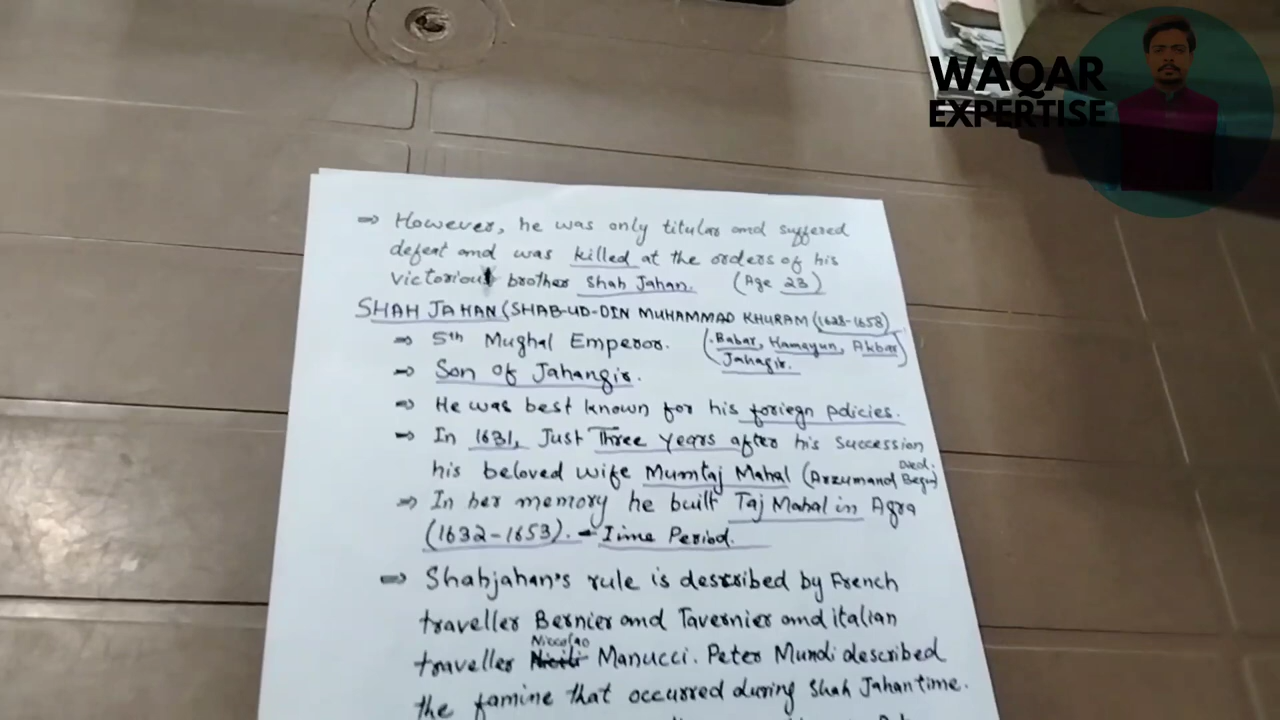 WAQAR
EXPERTISE
⇒ However, he was only titular and suffered
defeat and was killed at the orders of his
victorious brother Shah Jahan. (Age 23)
SHAH JAHAN (SHAB-UD-DIN MUHAMMAD KHURAM (1628-1658)
⇒ 5th Mughal Emperor. (Babar, Hamayun, Akbar
Jahagir.)
⇒ Son of Jahangir.
⇒ He was best known for his foriegn policies.
⇒ In 1631, Just Three years after his succession
his beloved wife Mumtaj Mahal (Arzumand Begum) Died.
⇒ In her memory he built Taj Mahal in Agra
(1632-1653). - Time Period.
⇒ Shahjahan's rule is described by French
traveller Bernier and Tavernier and italian
traveller Niccolao Manucci. Peter Mundi described
the famine that occurred during Shah Jahan time.